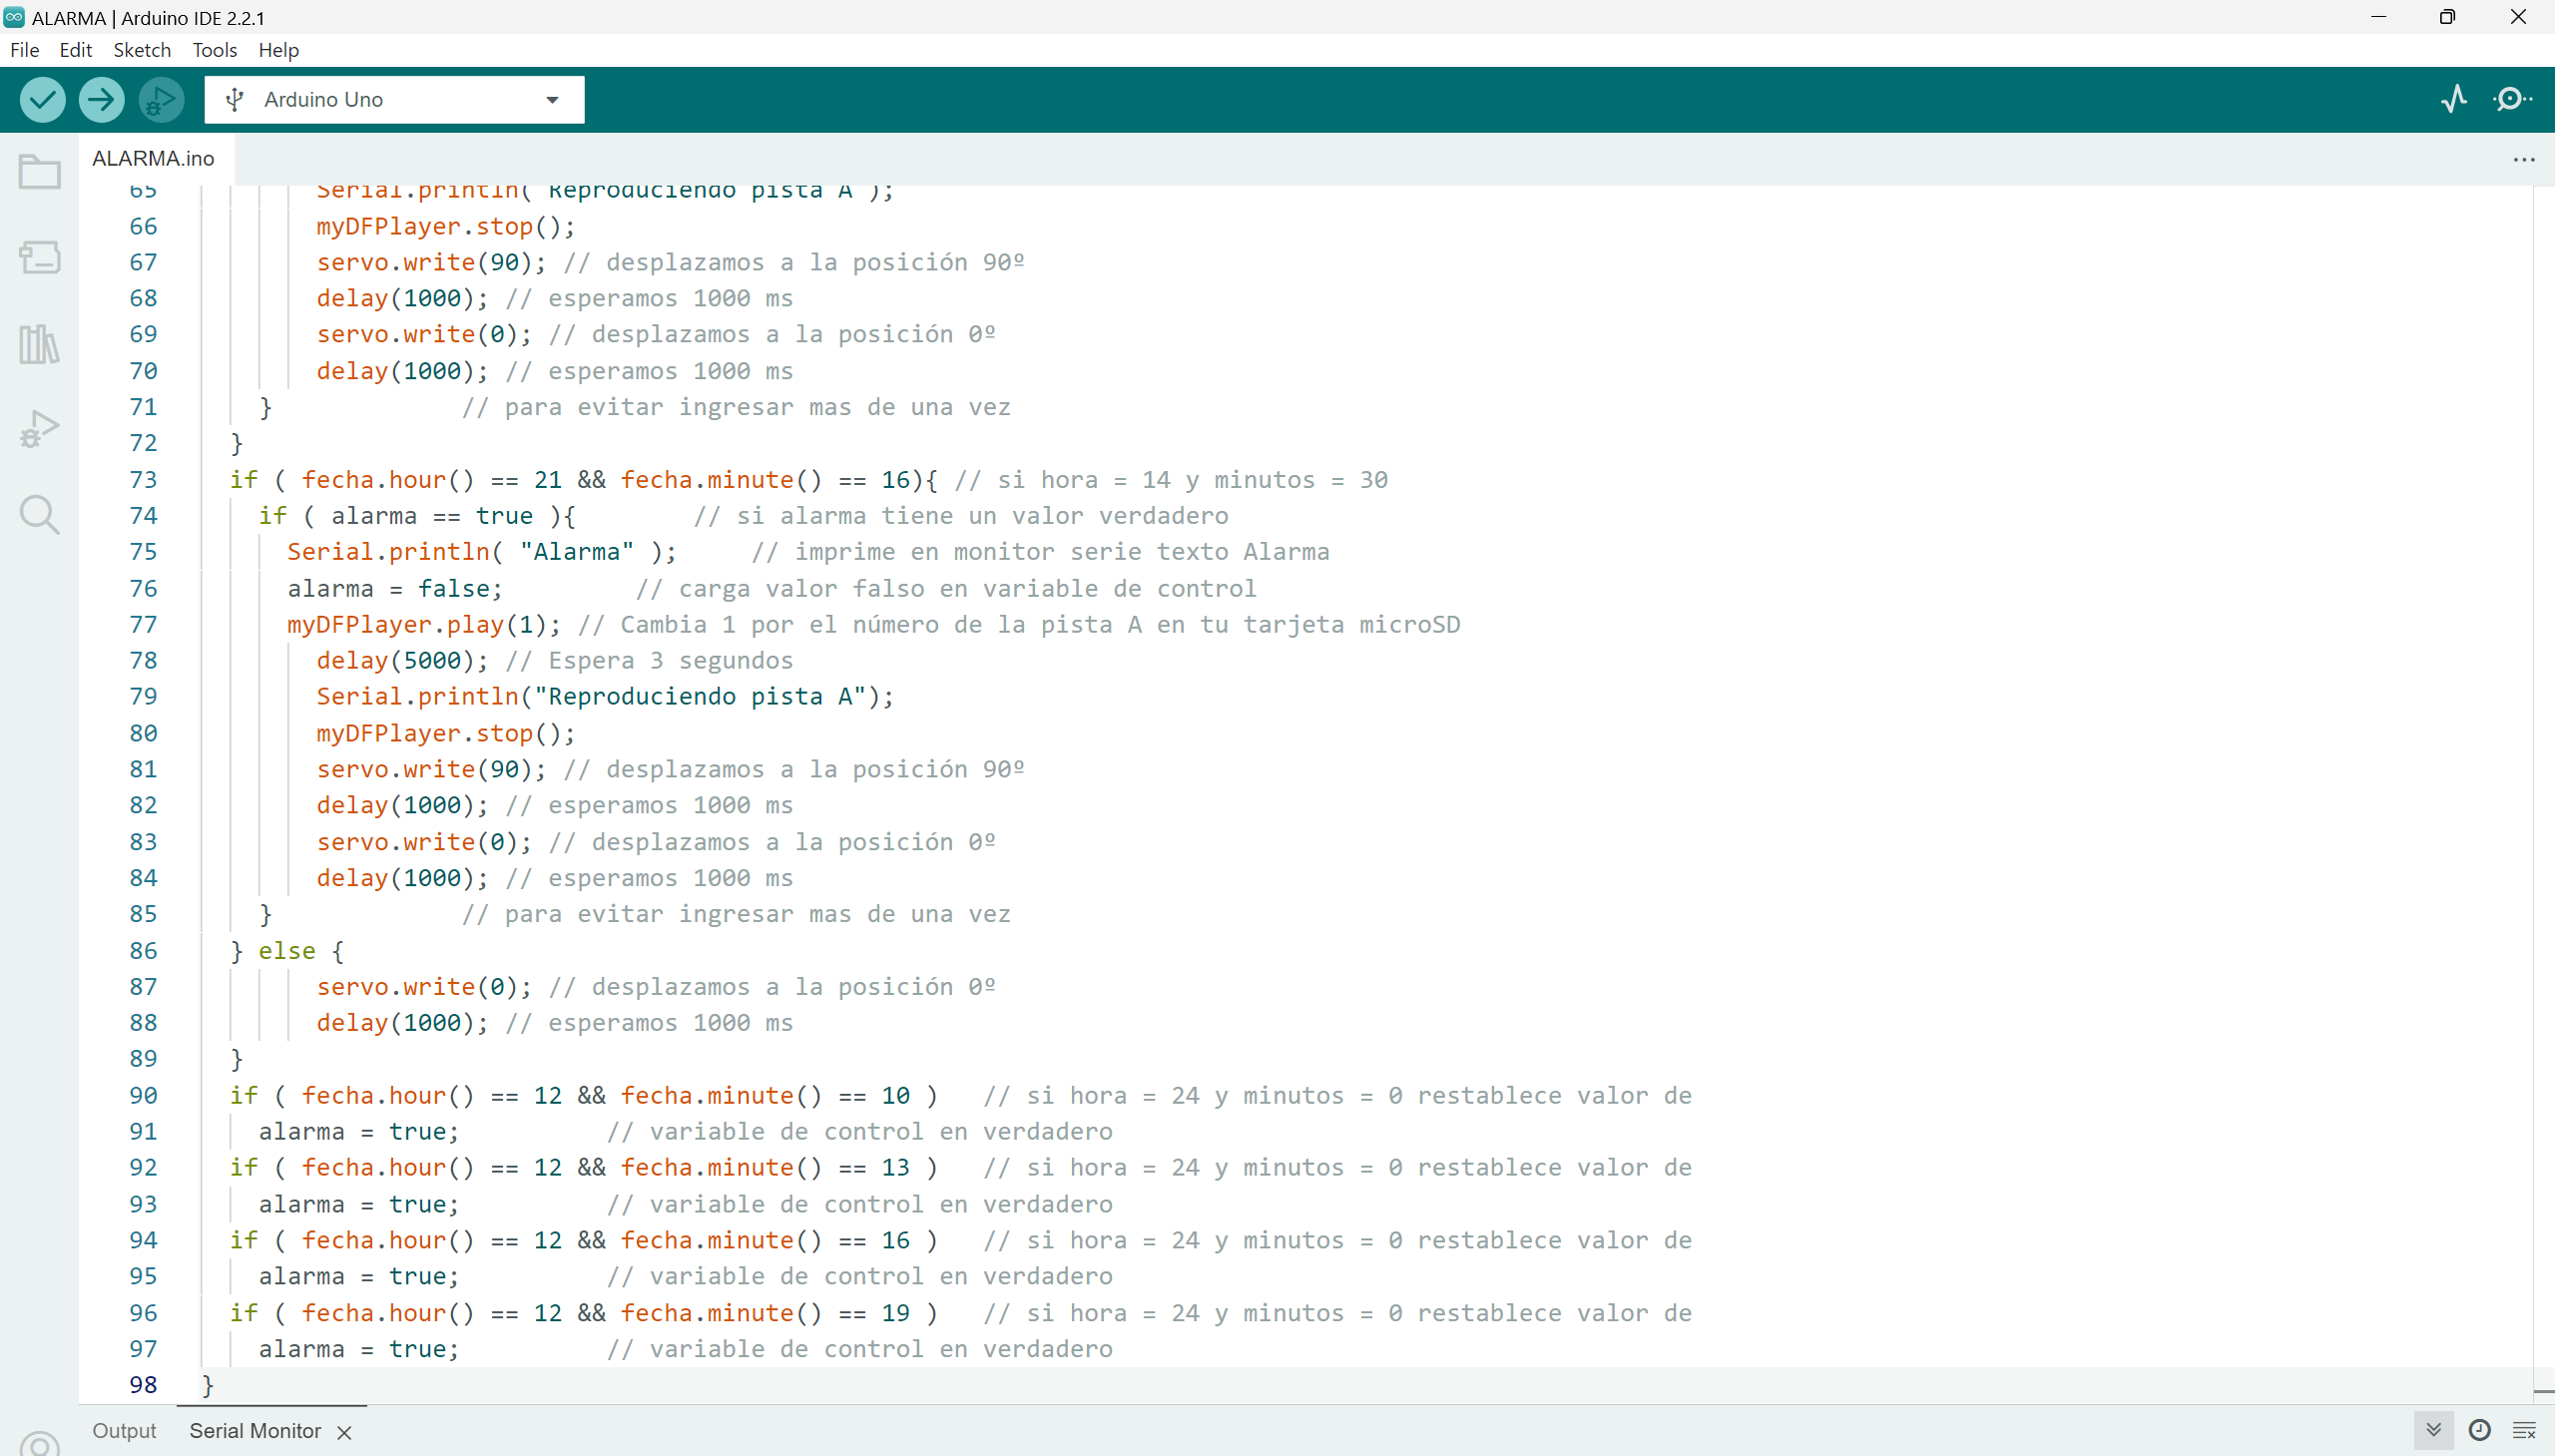 ALARMA | Arduino IDE 2.2.1
File Edit Sketch Tools Help
Arduino Uno
ALARMA.ino
65 Serial.println("Reproduciendo pista A");
66 myDFPlayer.stop();
67 servo.write(90); // desplazamos a la posición 90º
68 delay(1000); // esperamos 1000 ms
69 servo.write(0); // desplazamos a la posición 0º
70 delay(1000); // esperamos 1000 ms
71 } // para evitar ingresar mas de una vez
72 }
73 if ( fecha.hour() == 21 && fecha.minute() == 16){ // si hora = 14 y minutos = 30
74 if ( alarma == true ){ // si alarma tiene un valor verdadero
75 Serial.println( "Alarma" ); // imprime en monitor serie texto Alarma
76 alarma = false; // carga valor falso en variable de control
77 myDFPlayer.play(1); // Cambia 1 por el número de la pista A en tu tarjeta microSD
78 delay(5000); // Espera 3 segundos
79 Serial.println("Reproduciendo pista A");
80 myDFPlayer.stop();
81 servo.write(90); // desplazamos a la posición 90º
82 delay(1000); // esperamos 1000 ms
83 servo.write(0); // desplazamos a la posición 0º
84 delay(1000); // esperamos 1000 ms
85 } // para evitar ingresar mas de una vez
86 } else {
87 servo.write(0); // desplazamos a la posición 0º
88 delay(1000); // esperamos 1000 ms
89 }
90 if ( fecha.hour() == 12 && fecha.minute() == 10 ) // si hora = 24 y minutos = 0 restablece valor de
91 alarma = true; // variable de control en verdadero
92 if ( fecha.hour() == 12 && fecha.minute() == 13 ) // si hora = 24 y minutos = 0 restablece valor de
93 alarma = true; // variable de control en verdadero
94 if ( fecha.hour() == 12 && fecha.minute() == 16 ) // si hora = 24 y minutos = 0 restablece valor de
95 alarma = true; // variable de control en verdadero
96 if ( fecha.hour() == 12 && fecha.minute() == 19 ) // si hora = 24 y minutos = 0 restablece valor de
97 alarma = true; // variable de control en verdadero
98 }
Output Serial Monitor